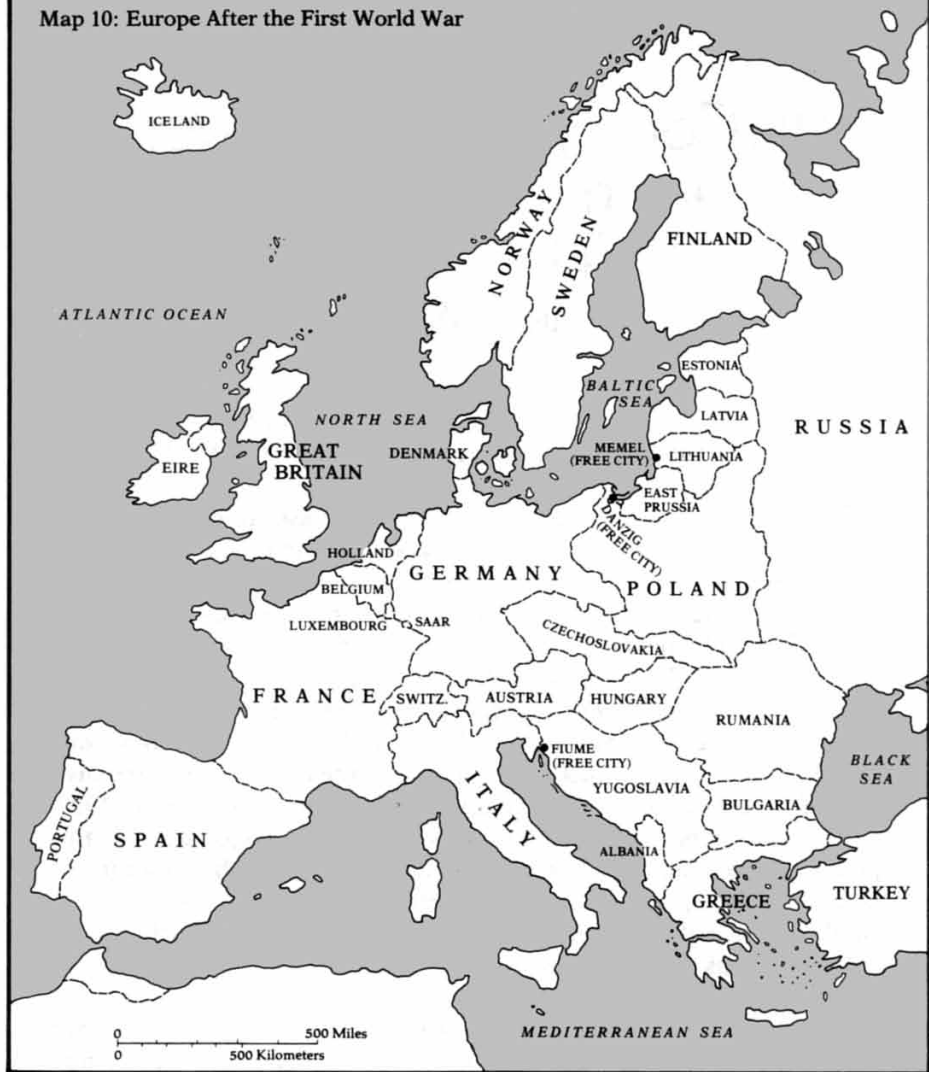 Map 10: Europe After the First World War
ICELAND
NORWAY
SWEDEN
FINLAND
ATLANTIC OCEAN
ESTONIA
BALTIC
SEA
NORTH SEA
LATVIA
RUSSIA
GREAT
BRITAIN
DENMARK
MEMEL
(FREE CITY)
LITHUANIA
EIRE
EAST
PRUSSIA
DANZIG
(FREE CITY)
HOLLAND
GERMANY
POLAND
BELGIUM
LUXEMBOURG
SAAR
CZECHOSLOVAKIA
FRANCE
SWITZ.
AUSTRIA
HUNGARY
RUMANIA
FIUME
(FREE CITY)
BLACK
SEA
ITALY
YUGOSLAVIA
BULGARIA
PORTUGAL
SPAIN
ALBANIA
GREECE
TURKEY
0
500 Miles
0
500 Kilometers
MEDITERRANEAN SEA